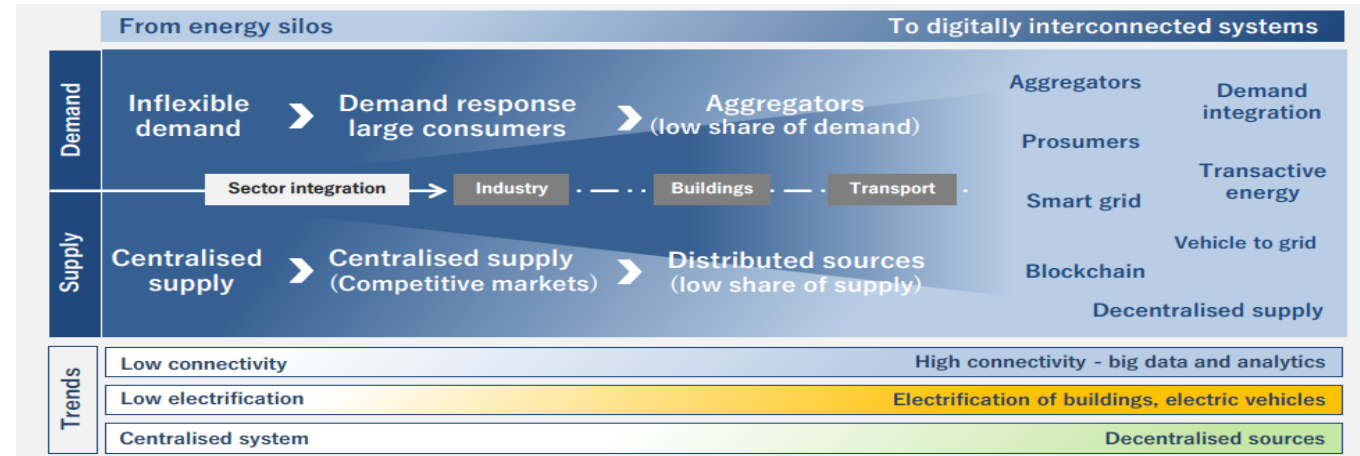 From energy silos
To digitally interconnected systems
Demand
Inflexible
demand
Demand response
large consumers
Aggregators
(low share of demand)
Aggregators
Demand
integration
Prosumers
Sector integration
Industry
Buildings
Transport
Transactive
energy
Smart grid
Supply
Centralised
supply
Centralised supply
(Competitive markets)
Distributed sources
(low share of supply)
Vehicle to grid
Blockchain
Decentralised supply
Trends
Low connectivity
High connectivity - big data and analytics
Low electrification
Electrification of buildings, electric vehicles
Centralised system
Decentralised sources